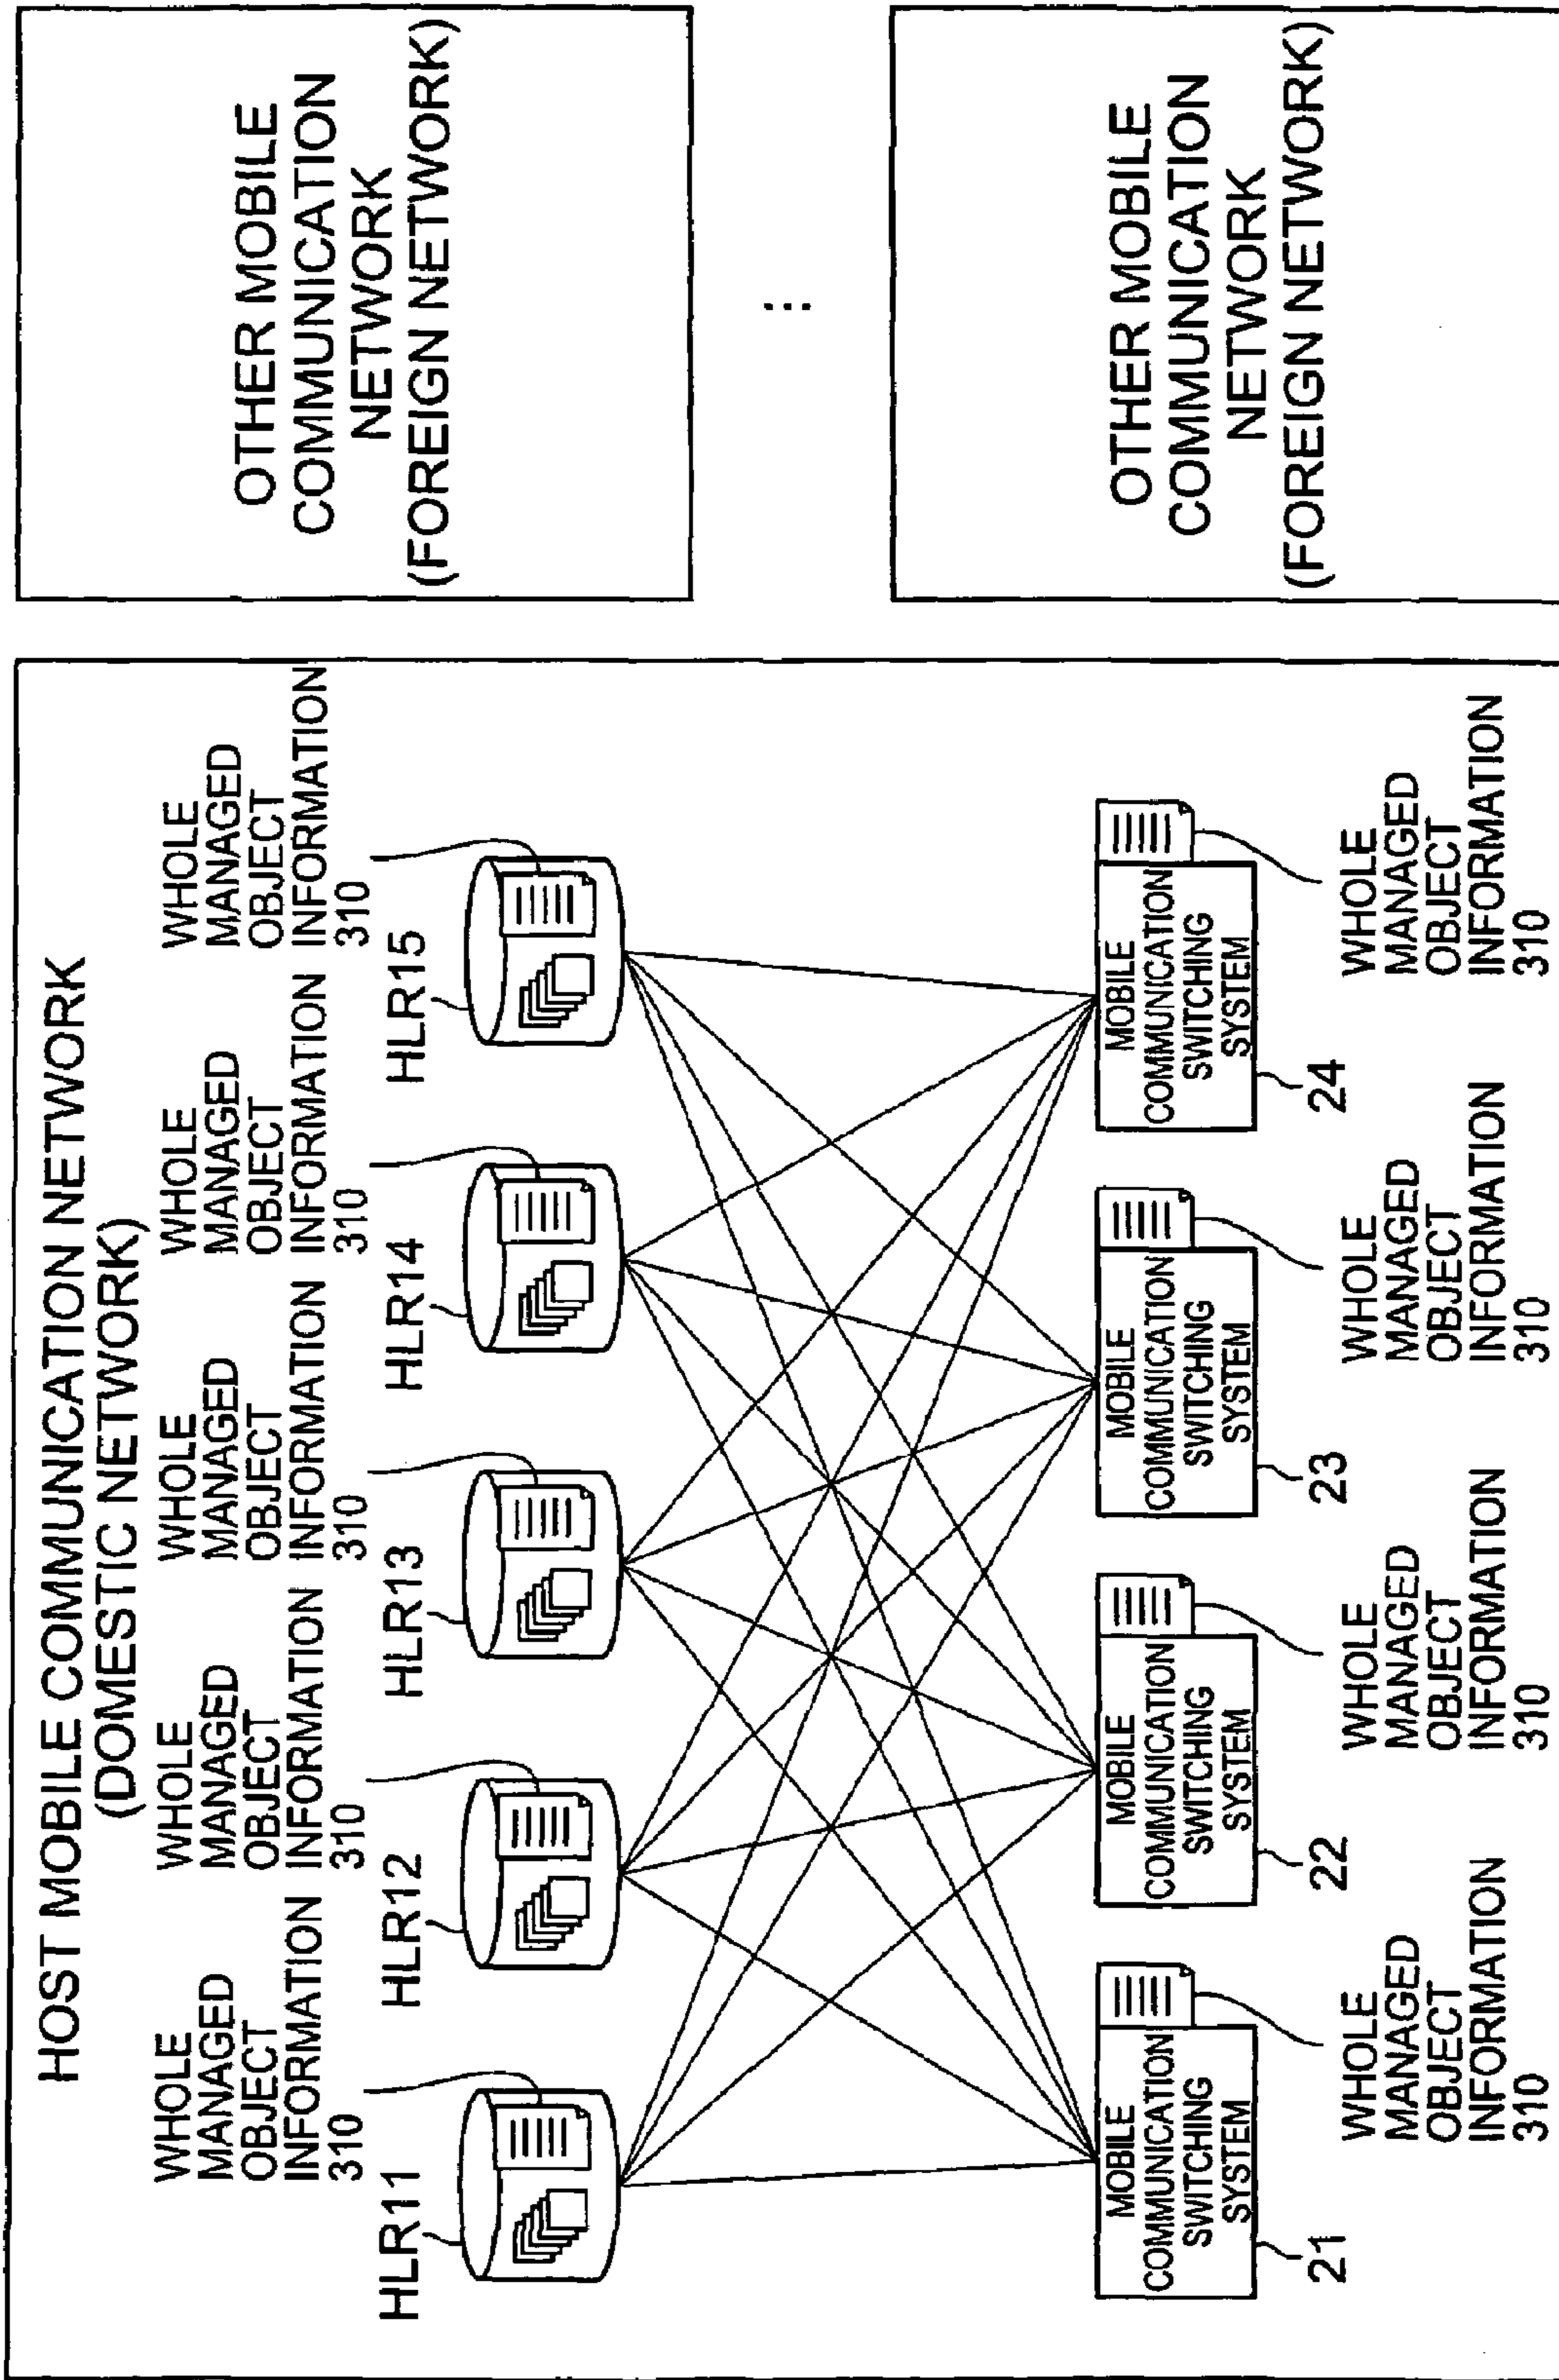 HOST MOBILE COMMUNICATION NETWORK
(DOMESTIC NETWORK)
WHOLE
MANAGED
OBJECT
INFORMATION
310
WHOLE
MANAGED
OBJECT
INFORMATION
310
WHOLE
MANAGED
OBJECT
INFORMATION
310
WHOLE
MANAGED
OBJECT
INFORMATION
310
WHOLE
MANAGED
OBJECT
INFORMATION
310
HLR11
HLR12
HLR13
HLR14
HLR15
MOBILE
COMMUNICATION
SWITCHING
SYSTEM
21
MOBILE
COMMUNICATION
SWITCHING
SYSTEM
22
MOBILE
COMMUNICATION
SWITCHING
SYSTEM
23
MOBILE
COMMUNICATION
SWITCHING
SYSTEM
24
WHOLE
MANAGED
OBJECT
INFORMATION
310
WHOLE
MANAGED
OBJECT
INFORMATION
310
WHOLE
MANAGED
OBJECT
INFORMATION
310
WHOLE
MANAGED
OBJECT
INFORMATION
310
OTHER MOBILE
COMMUNICATION
NETWORK
(FOREIGN NETWORK)
...
OTHER MOBILE
COMMUNICATION
NETWORK
(FOREIGN NETWORK)